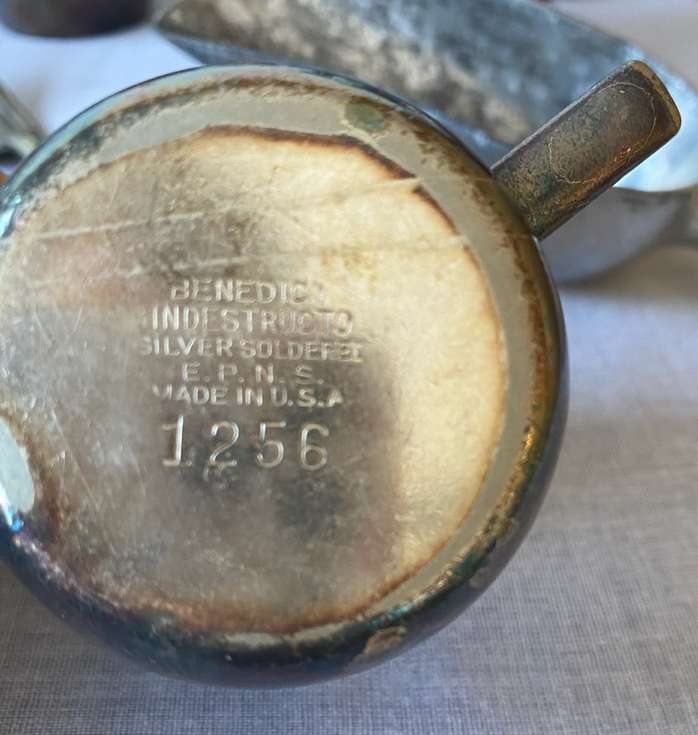 BENEDICT
INDESTRUCTO
SILVER SOLDERED
E.P.N.S.
MADE IN U.S.A
1256